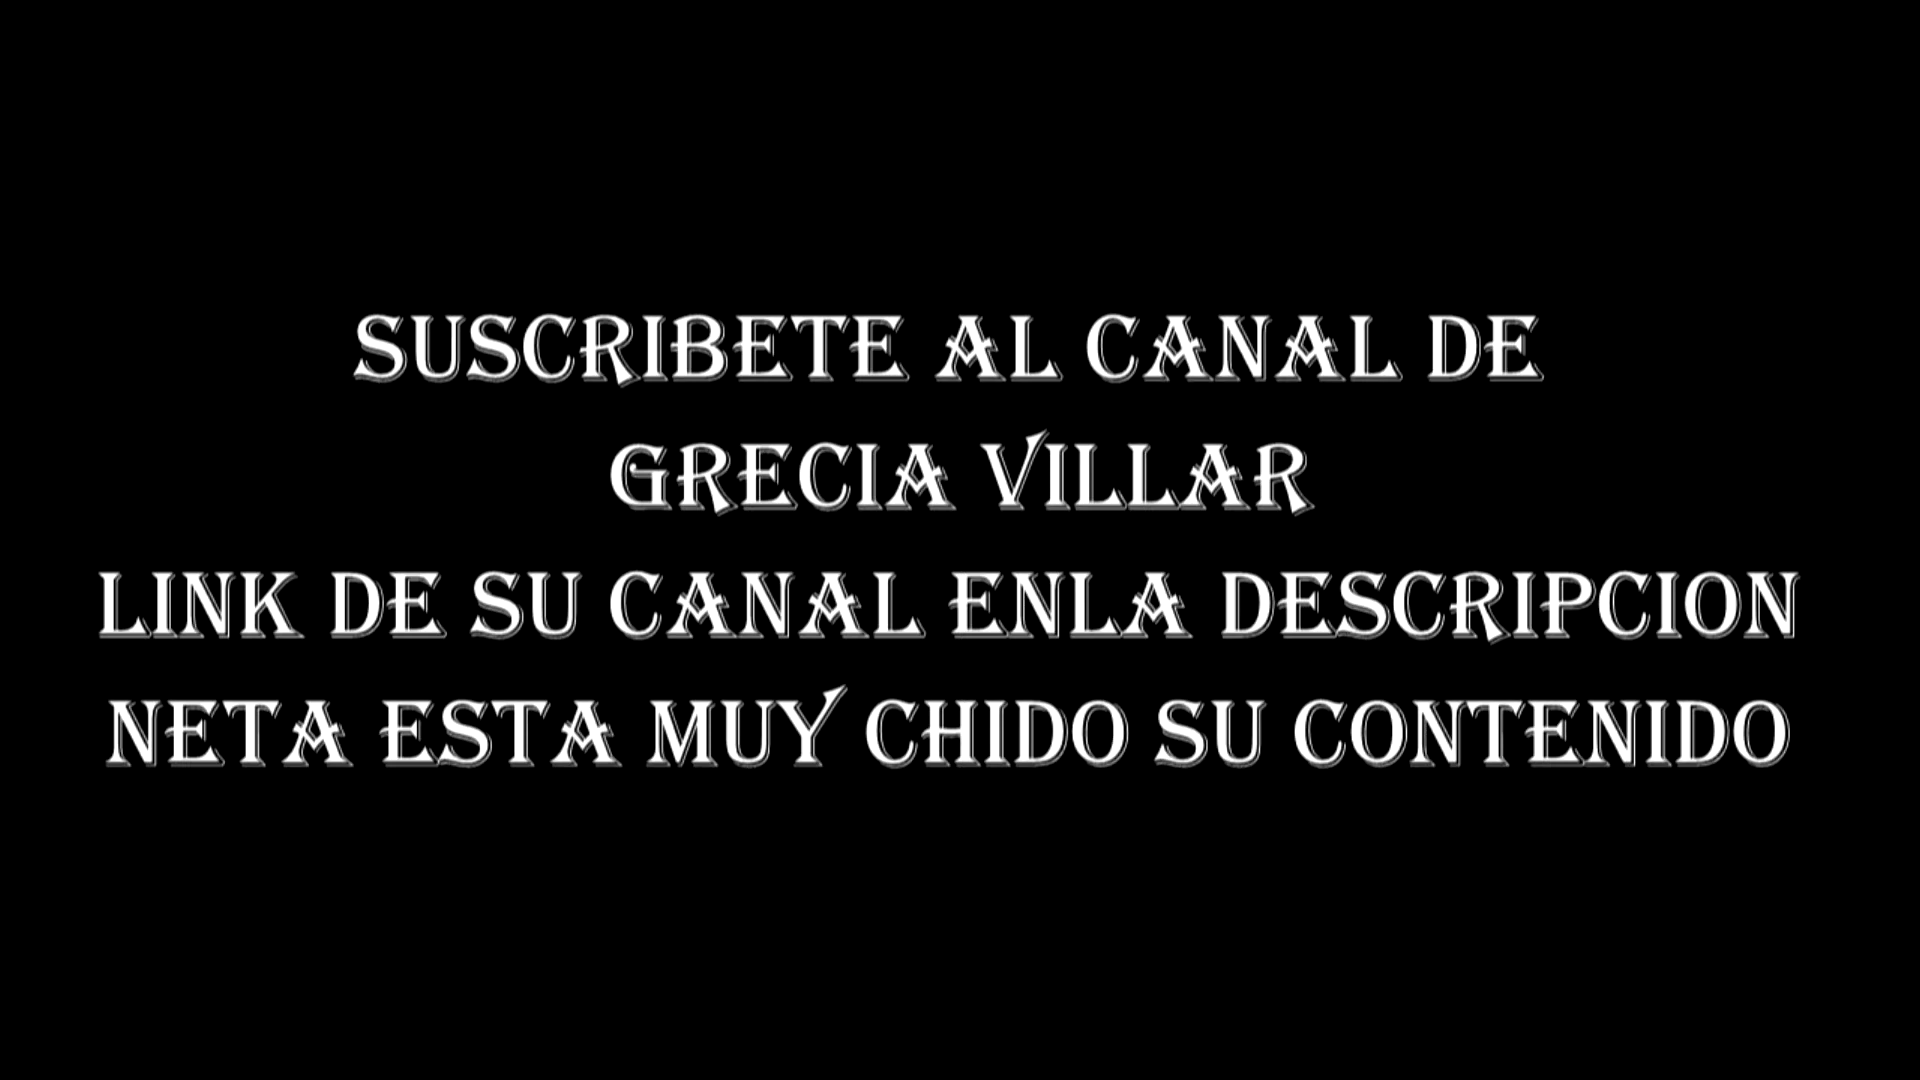 SUSCRIBETE AL CANAL DE
GRECIA VILLAR
LINK DE SU CANAL ENLA DESCRIPCION
NETA ESTA MUY CHIDO SU CONTENIDO